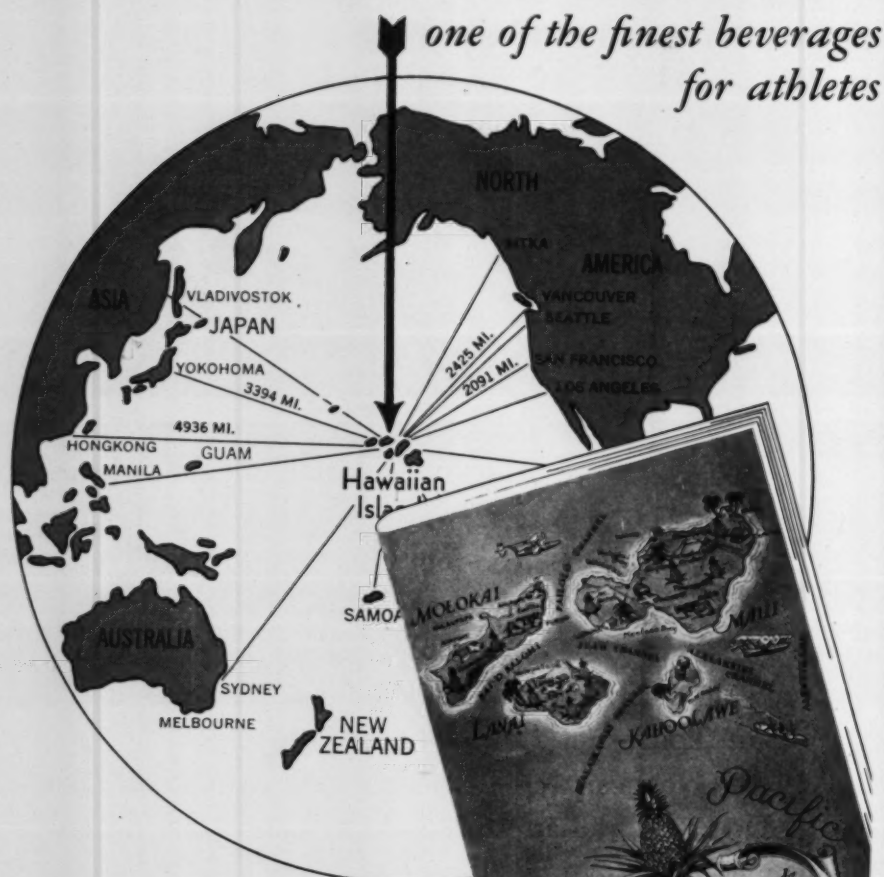 one of the finest beverages
for athletes
NORTH
AMERICA
SITKA
VANCOUVER
SEATTLE
SAN FRANCISCO
LOS ANGELES
2425 MI.
2091 MI.
ASIA
VLADIVOSTOK
JAPAN
YOKOHOMA
3394 MI.
4936 MI.
HONGKONG
GUAM
MANILA
Hawaiian
SAMOA
AUSTRALIA
SYDNEY
MELBOURNE
NEW
ZEALAND
MOLOKAI
MAUI
LANAI
KAHOOLAWE
Pacific